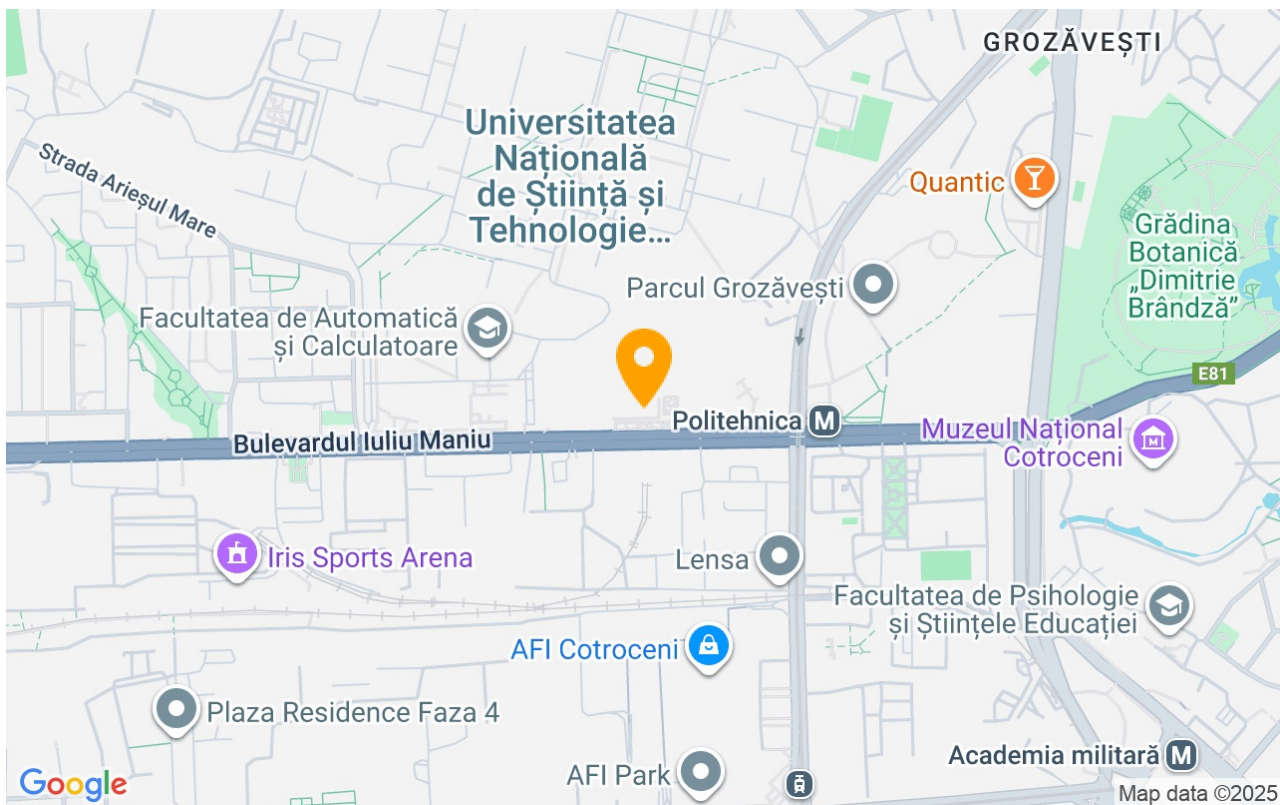 GROZĂVEȘTI
Universitatea
Națională
de Știință și
Tehnologie...
Strada Arieșul Mare
Quantic
Grădina
Botanică
„Dimitrie
Brândză”
Parcul Grozăvești
Facultatea de Automatică
și Calculatoare
E81
Politehnica M
Bulevardul Iuliu Maniu
Muzeul Național
Cotroceni
Iris Sports Arena
Lensa
Facultatea de Psihologie
și Științele Educației
AFI Cotroceni
Plaza Residence Faza 4
Academia militară M
AFI Park
Google
Map data ©2025